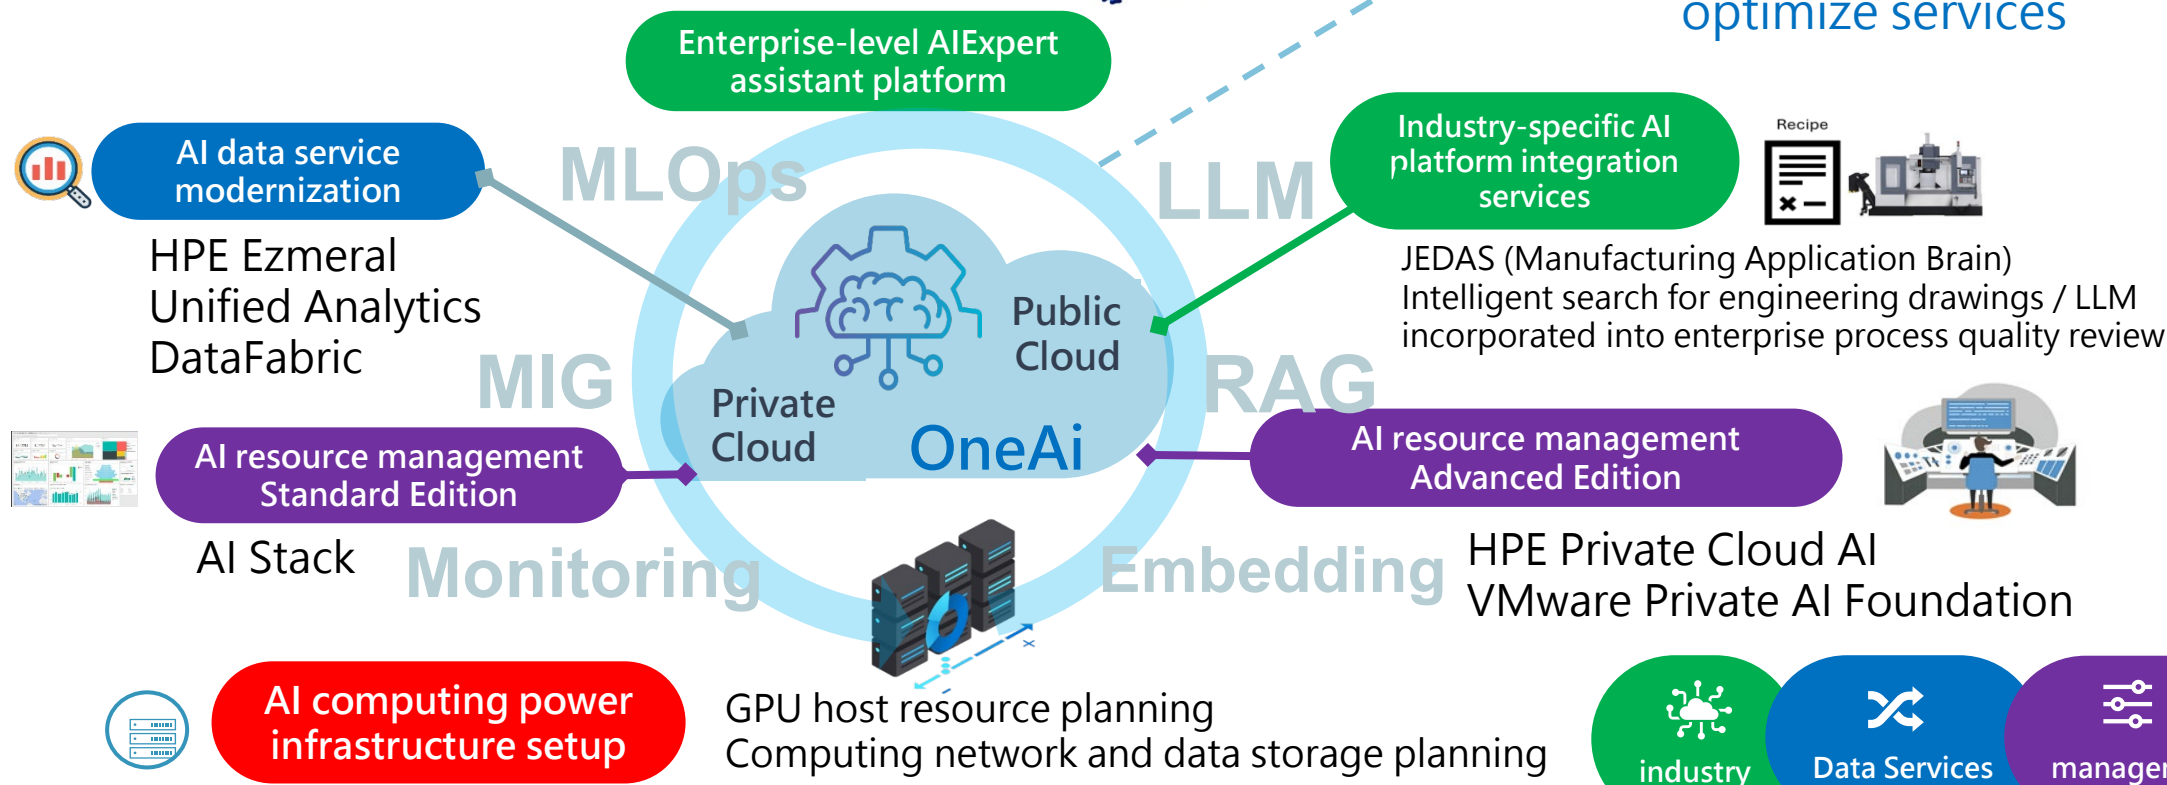 optimize services
Enterprise-level AIExpert
assistant platform
AI data service
modernization
HPE Ezmeral
Unified Analytics
DataFabric
MLOps
LLM
Industry-specific AI
platform integration
services
Recipe
JEDAS (Manufacturing Application Brain)
Intelligent search for engineering drawings / LLM
incorporated into enterprise process quality review
MIG
RAG
Public
Cloud
Private
Cloud
OneAi
AI resource management
Standard Edition
AI Stack
AI resource management
Advanced Edition
HPE Private Cloud AI
VMware Private AI Foundation
Monitoring
Embedding
AI computing power
infrastructure setup
GPU host resource planning
Computing network and data storage planning
industry
Data Services